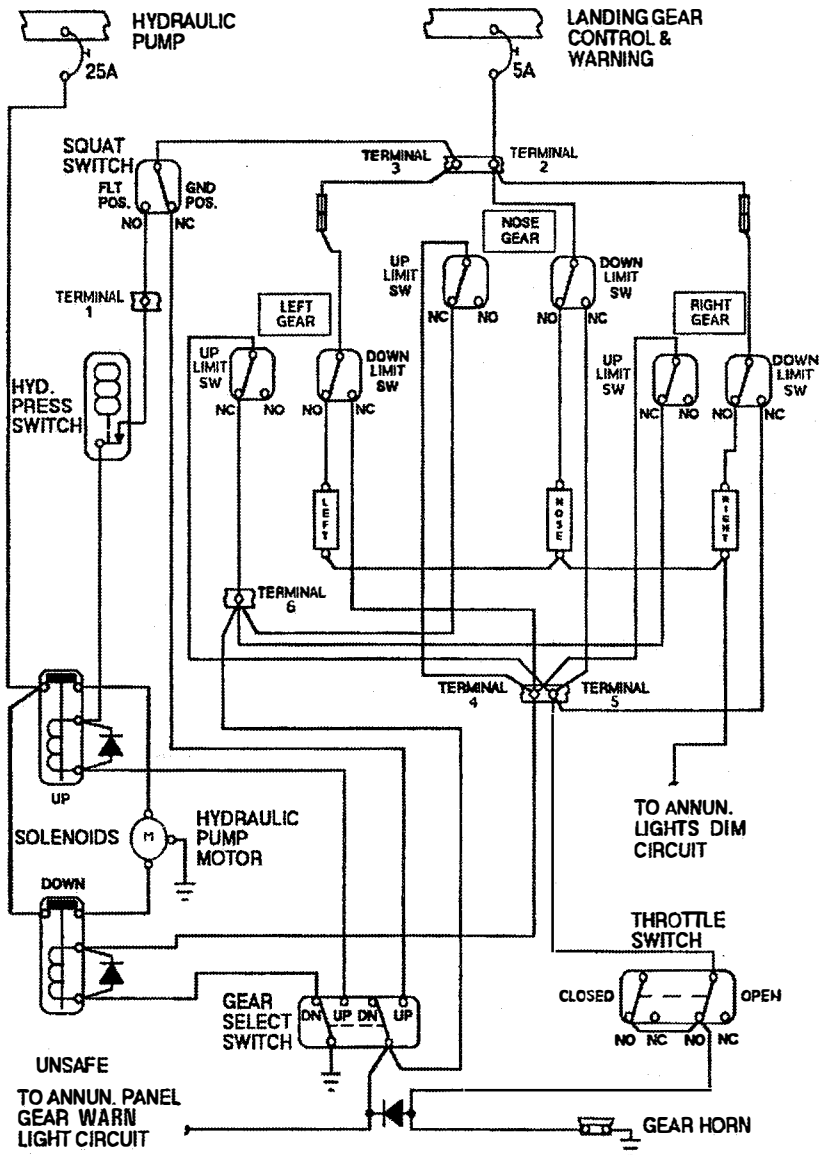 HYDRAULIC
PUMP
25A
LANDING GEAR
CONTROL &
WARNING
5A
SQUAT
SWITCH
FLT
POS.
GND
POS.
NO
NC
TERMINAL
3
TERMINAL
2
NOSE
GEAR
UP
LIMIT
SW
NC
NO
DOWN
LIMIT
SW
NO
NC
TERMINAL
1
LEFT
GEAR
RIGHT
GEAR
HYD.
PRESS
SWITCH
UP
LIMIT
SW
NC
NO
DOWN
LIMIT
SW
NO
NC
UP
LIMIT
SW
NC
NO
DOWN
LIMIT
SW
NO
NC
LEFT
NOSE
RIGHT
TERMINAL
6
TERMINAL
4
TERMINAL
5
UP
SOLENOIDS
M
HYDRAULIC
PUMP
MOTOR
TO ANNUN.
LIGHTS DIM
CIRCUIT
DOWN
THROTTLE
SWITCH
CLOSED
OPEN
NO
NC
NO
NC
GEAR
SELECT
SWITCH
DN
UP
DN
UP
UNSAFE
TO ANNUN. PANEL
GEAR WARN
LIGHT CIRCUIT
GEAR HORN